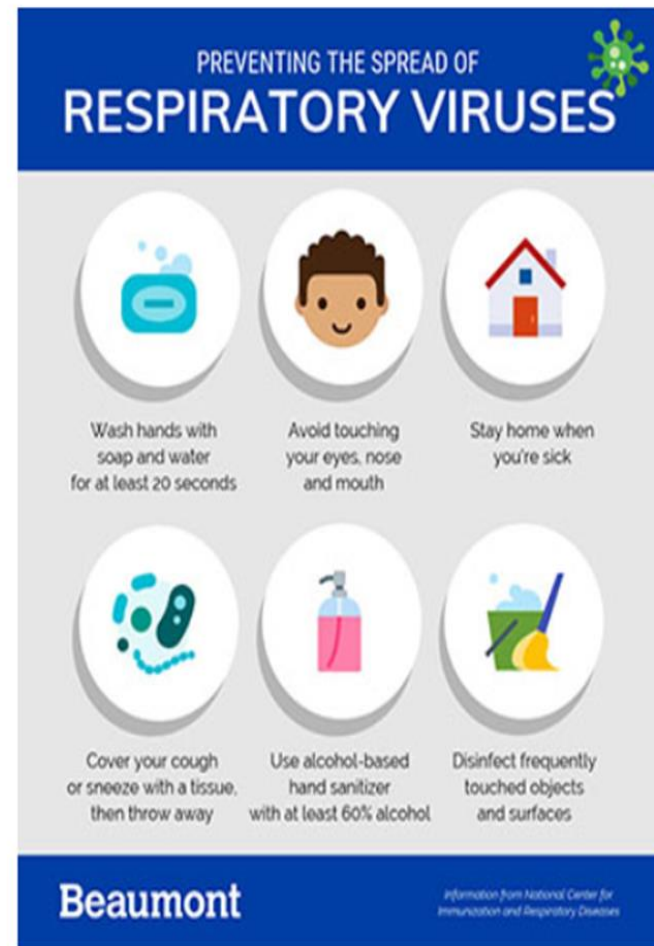 PREVENTING THE SPREAD OF
RESPIRATORY VIRUSES
Wash hands with
soap and water
for at least 20 seconds
Avoid touching
your eyes, nose
and mouth
Stay home when
you're sick
Cover your cough
or sneeze with a tissue,
then throw away
Use alcohol-based
hand sanitizer
with at least 60% alcohol
Disinfect frequently
touched objects
and surfaces
Beaumont
Information from National Center for
Immunization and Respiratory Diseases